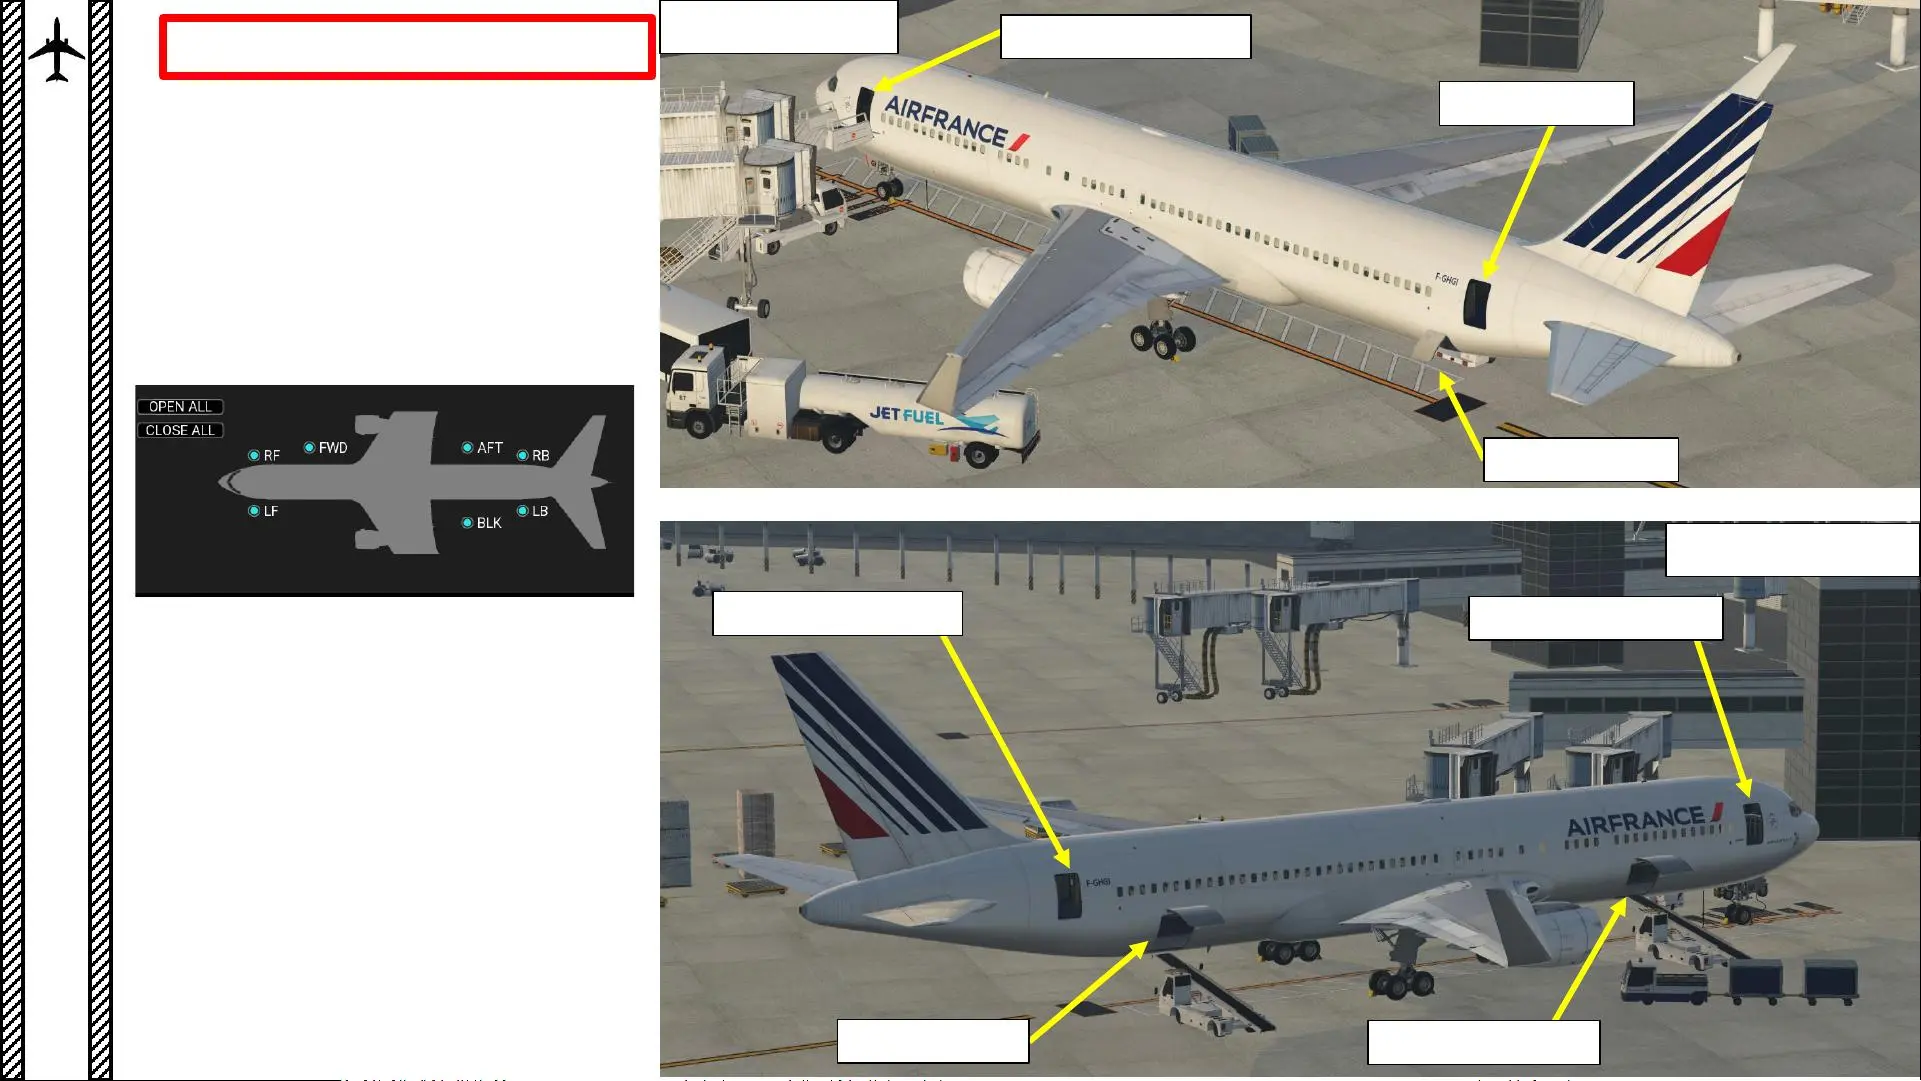 OPEN ALL
CLOSE ALL
RF
FWD
AFT
RB
LF
BLK
LB
AIRFRANCE
F-GHGI
JET FUEL
AIRFRANCE
F-GHGI